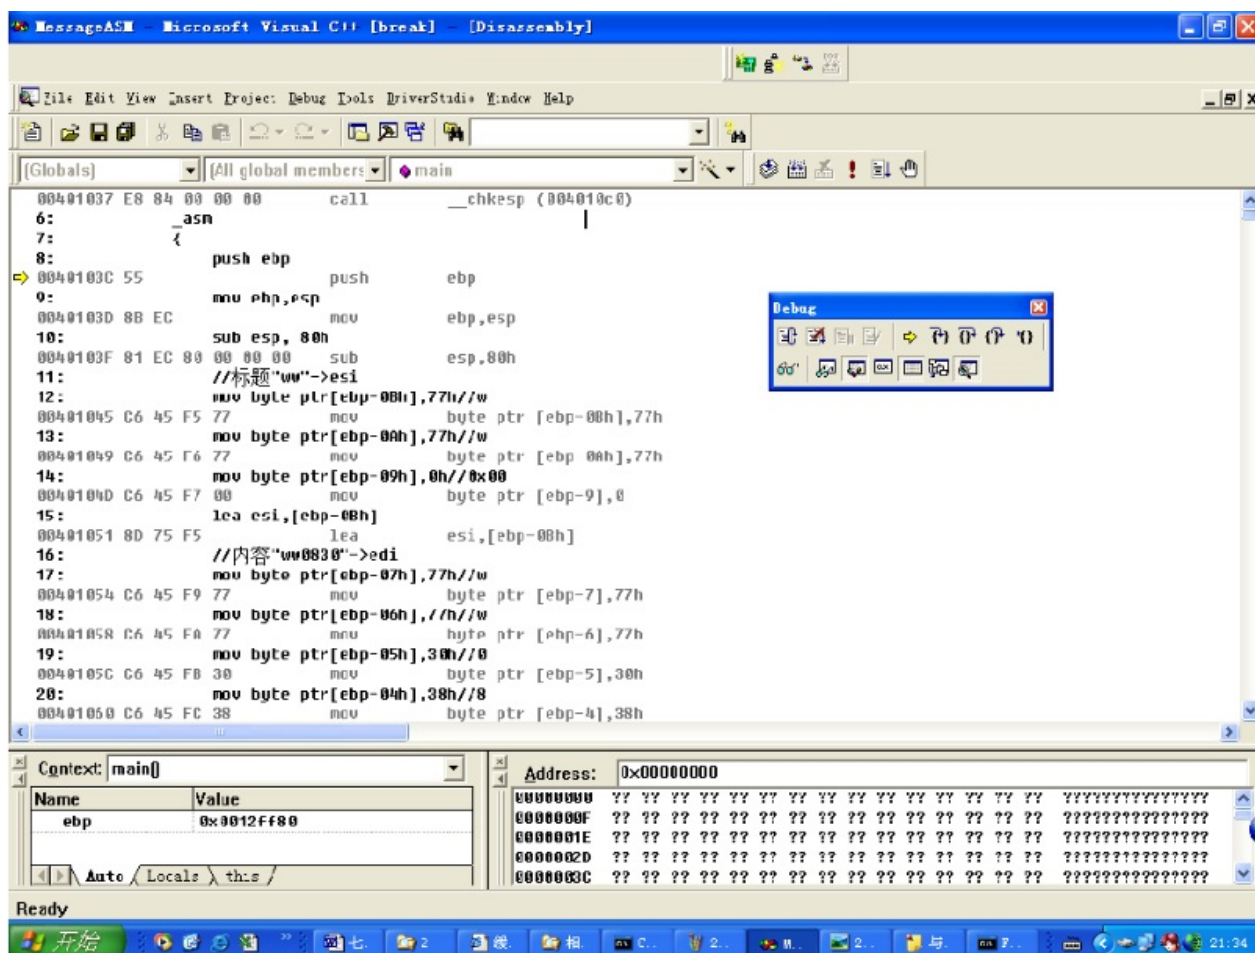 MessageASM - Microsoft Visual C++ [break] - [Disassembly]
File Edit View Insert Project Debug Tools DriverStudio Window Help
(Globals) (All global members main
00401037 E8 84 00 00 00 call __chkesp (004010c0)
6: _asm
7: {
8: push ebp
0040103C 55 push ebp
9: mov ebp,esp
0040103D 8B EC mov ebp,esp
10: sub esp, 80h
0040103F 81 EC 80 00 00 00 sub esp,80h
11: //标题"ww"->esi
12: mov byte ptr[ebp-0Bh],77h//w
00401045 C6 45 F5 77 mov byte ptr [ebp-0Bh],77h
13: mov byte ptr[ebp-0Ah],77h//w
00401049 C6 45 F6 77 mov byte ptr [ebp-0Ah],77h
14: mov byte ptr[ebp-09h],0h//0x00
0040104D C6 45 F7 00 mov byte ptr [ebp-9],0
15: lea esi,[ebp-0Bh]
00401051 8D 75 F5 lea esi,[ebp-0Bh]
16: //内容"ww0830"->edi
17: mov byte ptr[ebp-07h],77h//w
00401054 C6 45 F9 77 mov byte ptr [ebp-7],77h
18: mov byte ptr[ebp-06h],77h//w
00401058 C6 45 FA 77 mov byte ptr [ebp-6],77h
19: mov byte ptr[ebp-05h],30h//0
0040105C C6 45 FB 30 mov byte ptr [ebp-5],30h
20: mov byte ptr[ebp-04h],38h//8
00401060 C6 45 FC 38 mov byte ptr [ebp-4],38h
Debug
Context: main()
Name Value
ebp 0x0012ff80
Auto Locals this
Address: 0x00000000
00000000 ?? ?? ?? ?? ?? ?? ?? ?? ?? ?? ?? ?? ?? ?? ?? ???????????????
0000000F ?? ?? ?? ?? ?? ?? ?? ?? ?? ?? ?? ?? ?? ?? ?? ???????????????
0000001E ?? ?? ?? ?? ?? ?? ?? ?? ?? ?? ?? ?? ?? ?? ?? ???????????????
0000002D ?? ?? ?? ?? ?? ?? ?? ?? ?? ?? ?? ?? ?? ?? ?? ???????????????
0000003C ?? ?? ?? ?? ?? ?? ?? ?? ?? ?? ?? ?? ?? ?? ?? ???????????????
Ready
开始 七. 2 缓. 相. C.. 2.. M.. 2.. 与. F.. 21:34